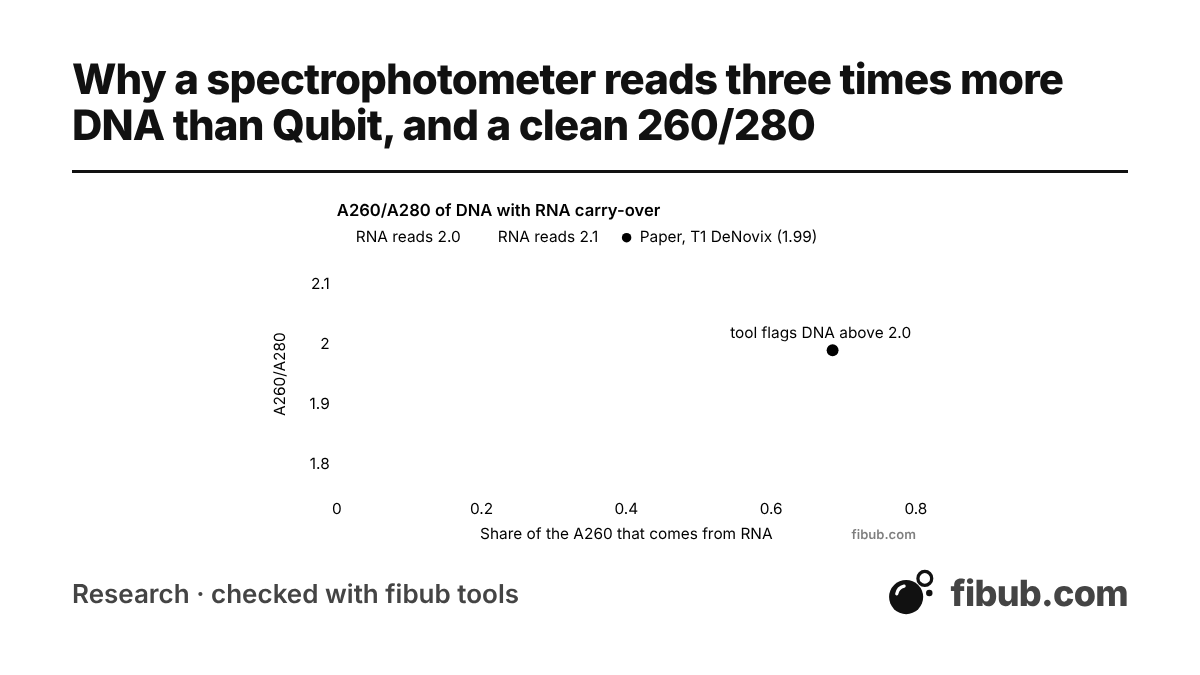 Why a spectrophotometer reads three times more
DNA than Qubit, and a clean 260/280
A260/A280 of DNA with RNA carry-over
RNA reads 2.0 RNA reads 2.1 Paper, T1 DeNovix (1.99)
2.1
tool flags DNA above 2.0
2
A260/A280
1.9
1.8
0 0.2 0.4 0.6 0.8
Share of the A260 that comes from RNA
fibub.com
Research · checked with fibub tools
fibub.com